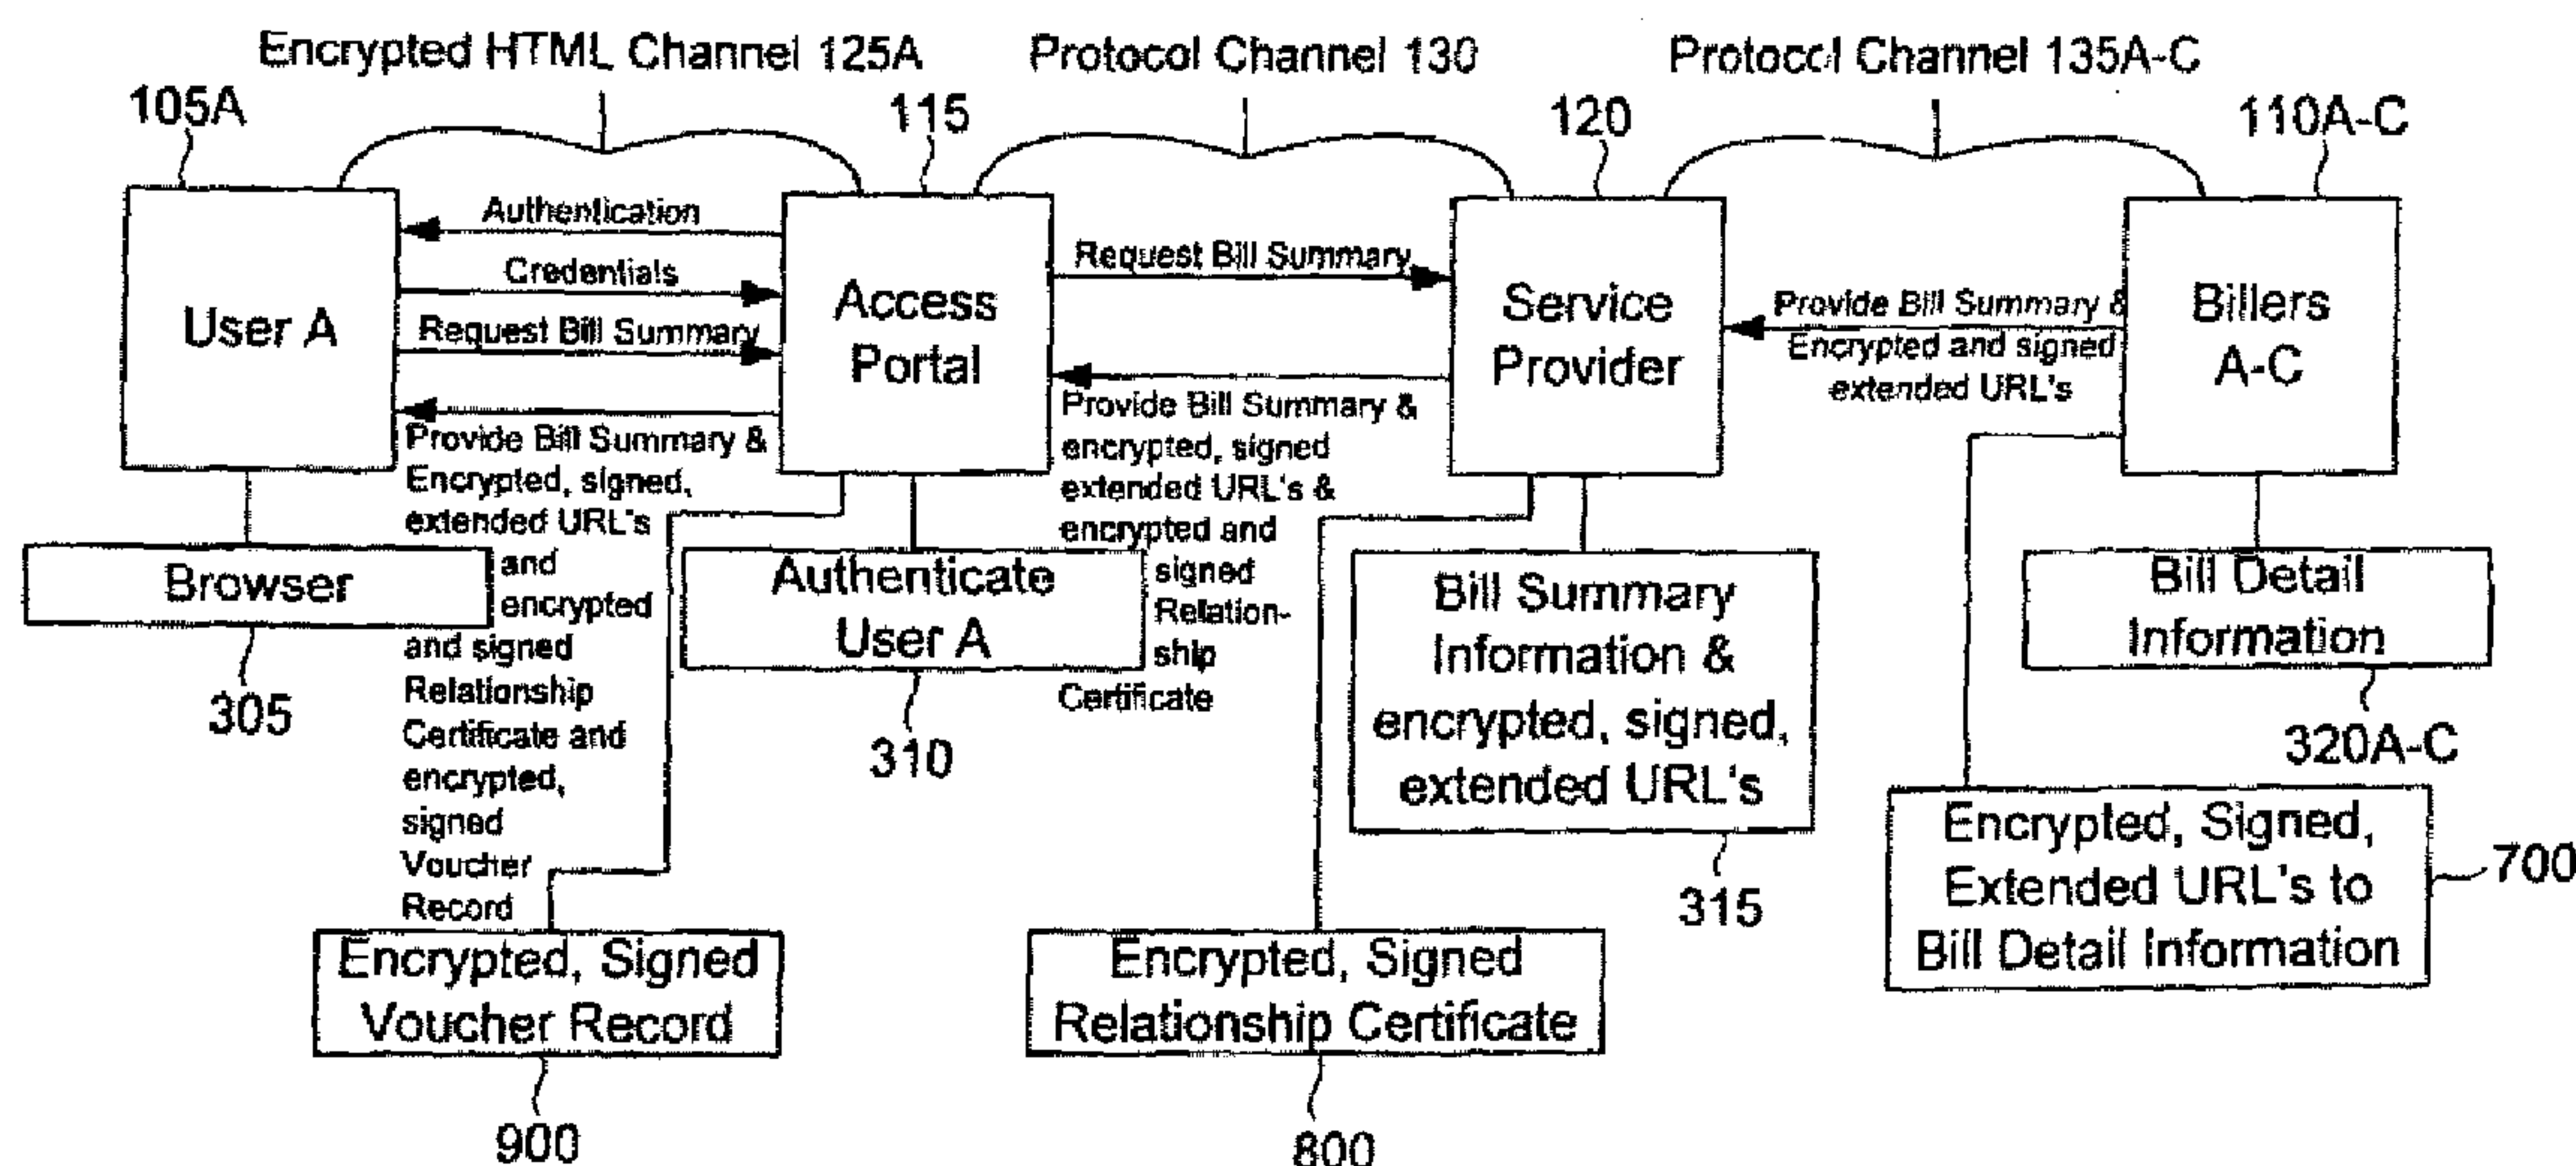 Encrypted HTML Channel 125A
Protocol Channel 130
Protocol Channel 135A-C
105A
115
120
110A-C
User A
Authentication
Credentials
Request Bill Summary
Provide Bill Summary &
Encrypted, signed,
extended URL's
and
encrypted
and signed
Relationship
Certificate and
encrypted,
signed
Voucher
Record
Access
Portal
Request Bill Summary
Provide Bill Summary &
encrypted, signed
extended URL's &
encrypted and
signed
Relation-
ship
Certificate
Service
Provider
Provide Bill Summary &
Encrypted and signed
extended URL's
Billers
A-C
Browser
305
Authenticate
User A
310
Bill Summary
Information &
encrypted, signed,
extended URL's
315
Bill Detail
Information
320A-C
Encrypted, Signed,
Extended URL's to
Bill Detail Information
700
Encrypted, Signed
Voucher Record
900
Encrypted, Signed
Relationship Certificate
800